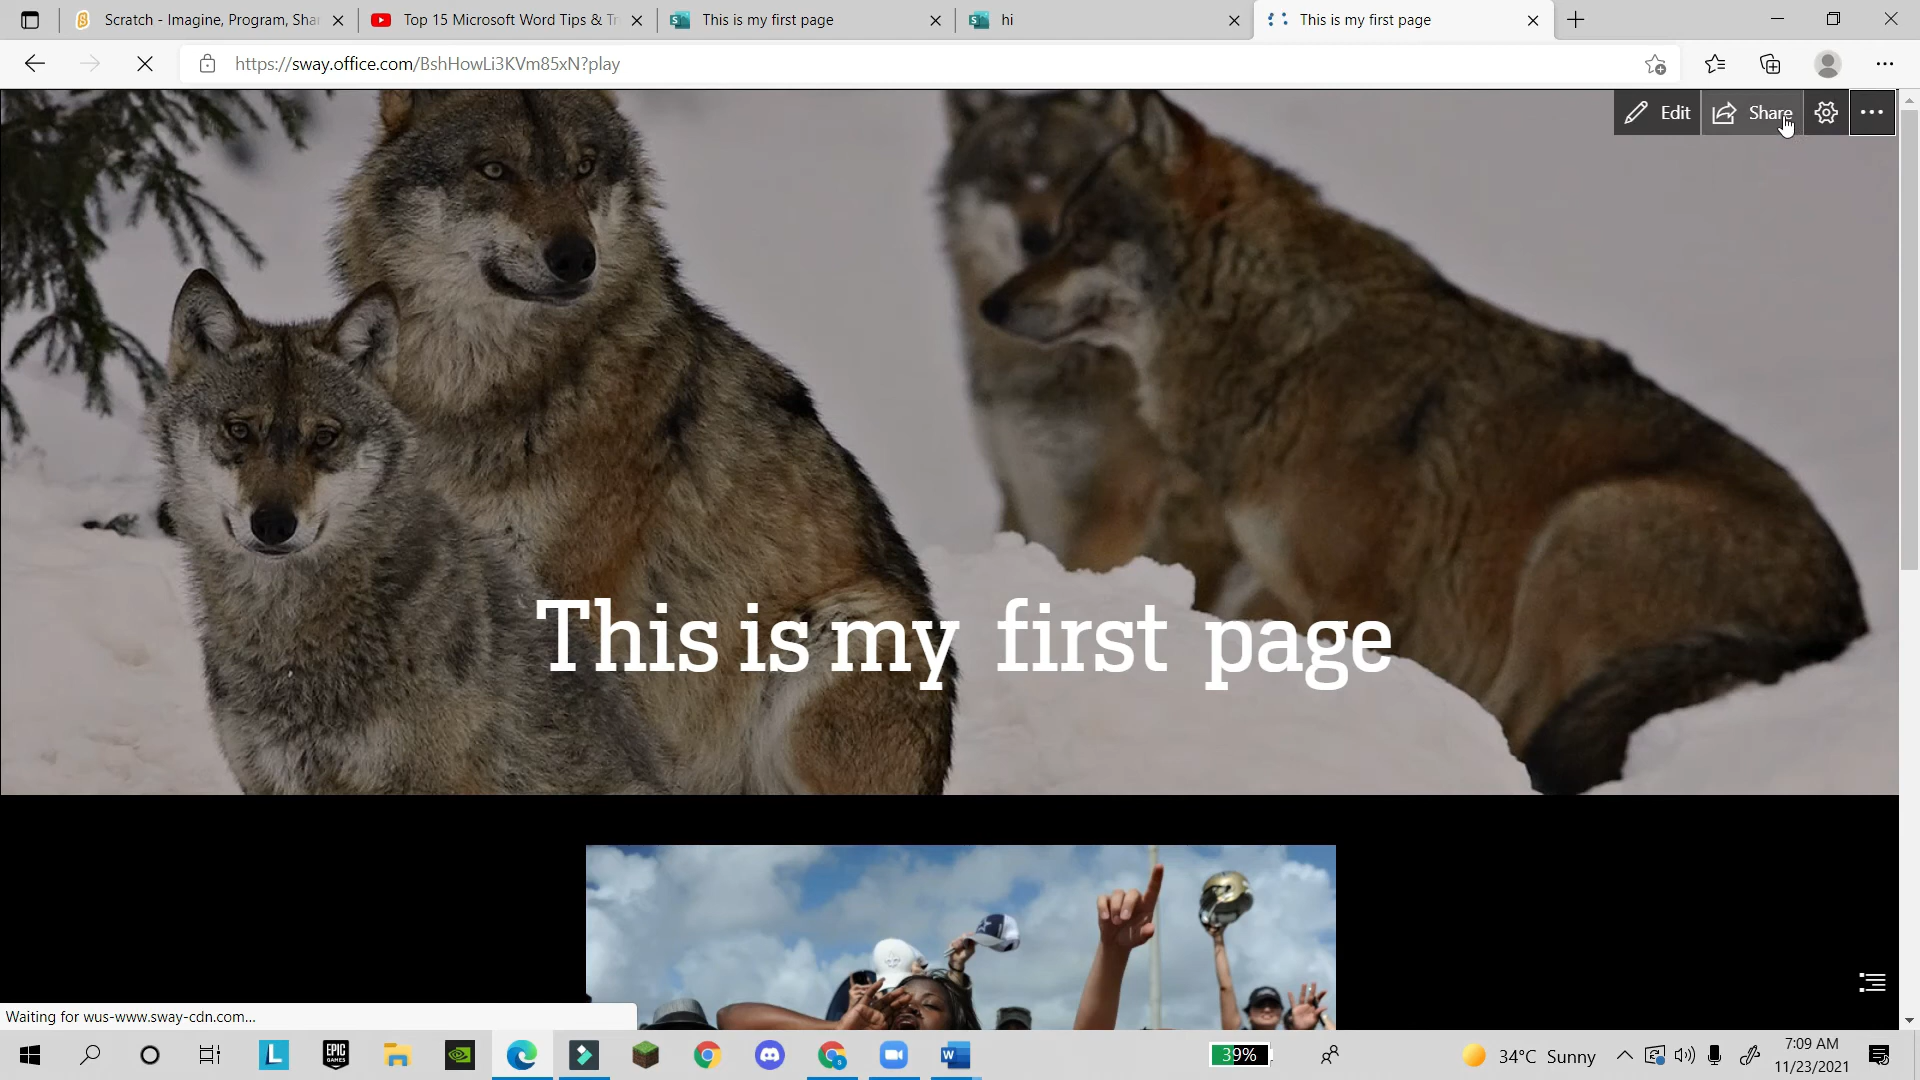 Scratch - Imagine, Program, Sha
Top 15 Microsoft Word Tips & Tr
This is my first page
hi
This is my first page
https://sway.office.com/BshHowLi3KVm85xN?play
Edit
Share
This is my first page
Waiting for wus-www.sway-cdn.com...
L
EPIC
GAMES
W
39%
34°C Sunny
7:09 AM
11/23/2021